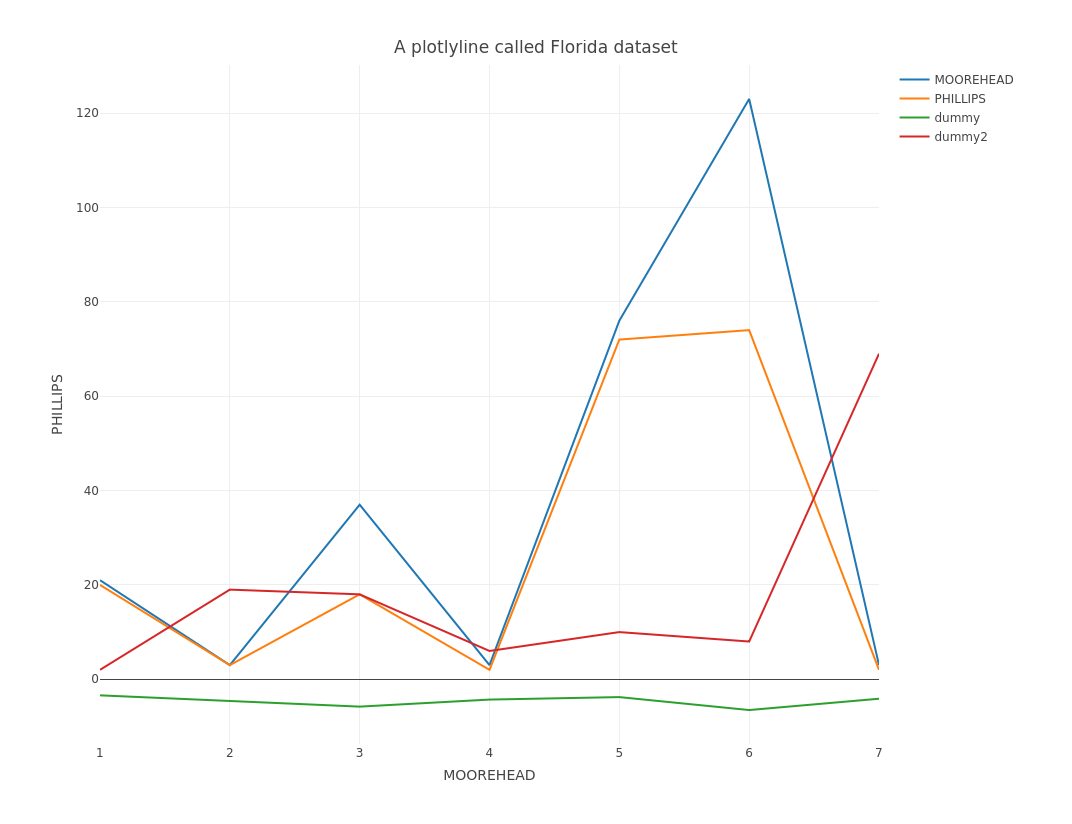 A plotlyline called Florida dataset
MOOREHEAD
PHILLIPS
dummy
dummy2
120
100
80
60
40
20
0
PHILLIPS
1 2 3 4 5 6 7
MOOREHEAD